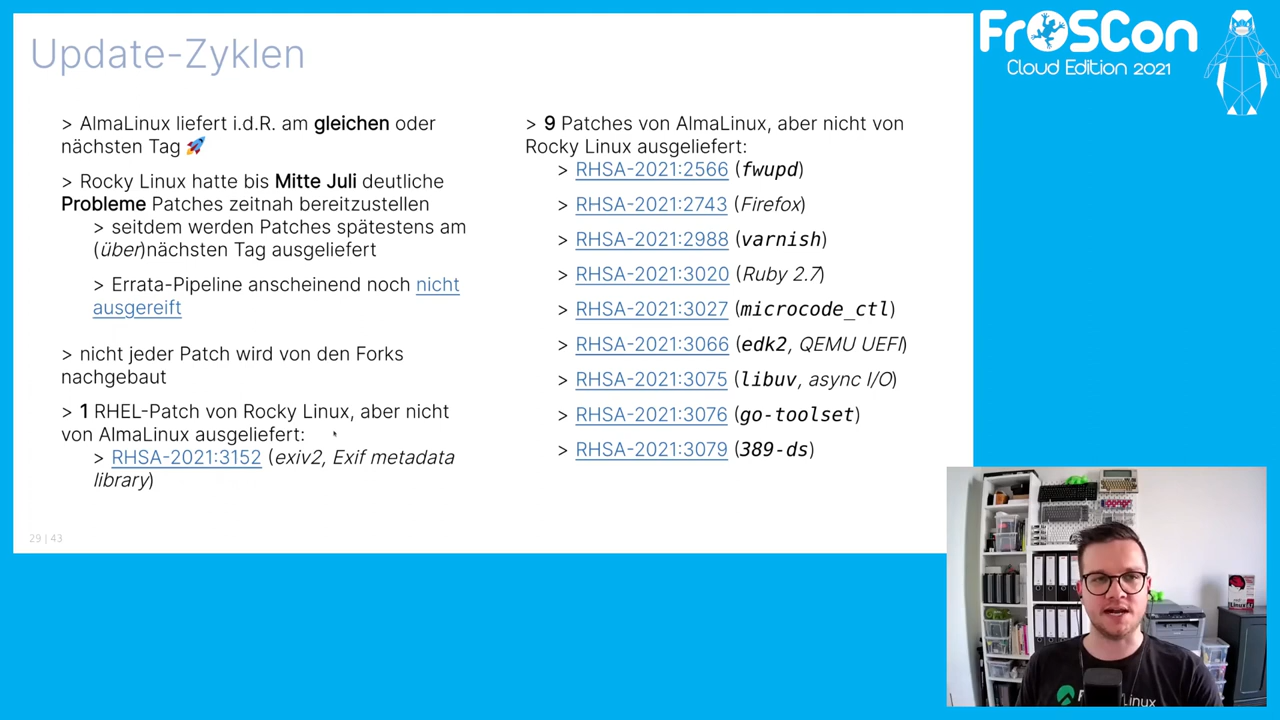 Update-Zyklen
> AlmaLinux liefert i.d.R. am gleichen oder
nächsten Tag 🚀
> Rocky Linux hatte bis Mitte Juli deutliche
Probleme Patches zeitnah bereitzustellen
> seitdem werden Patches spätestens am
(über)nächsten Tag ausgeliefert
> Errata-Pipeline anscheinend noch nicht
ausgereift
> nicht jeder Patch wird von den Forks
nachgebaut
> 1 RHEL-Patch von Rocky Linux, aber nicht
von AlmaLinux ausgeliefert:
> RHSA-2021:3152 (exiv2, Exif metadata
library)
29 | 43
> 9 Patches von AlmaLinux, aber nicht von
Rocky Linux ausgeliefert:
> RHSA-2021:2566 (fwupd)
> RHSA-2021:2743 (Firefox)
> RHSA-2021:2988 (varnish)
> RHSA-2021:3020 (Ruby 2.7)
> RHSA-2021:3027 (microcode_ctl)
> RHSA-2021:3066 (edk2, QEMU UEFI)
> RHSA-2021:3075 (libuv, async I/O)
> RHSA-2021:3076 (go-toolset)
> RHSA-2021:3079 (389-ds)
FrOSCon
Cloud Edition 2021
Linux